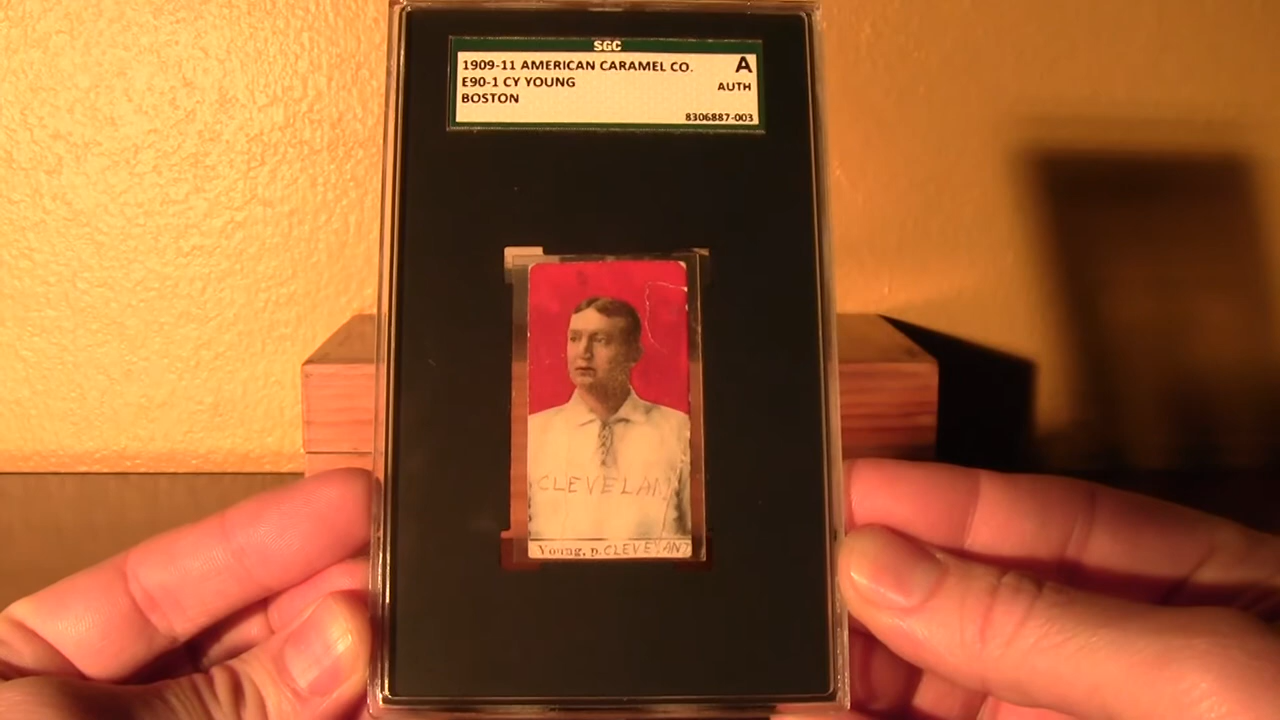 SGC
1909-11 AMERICAN CARAMEL CO. A
E90-1 CY YOUNG AUTH
BOSTON
8306887-003
CLEVELAN
Young, p. CLEVELAND